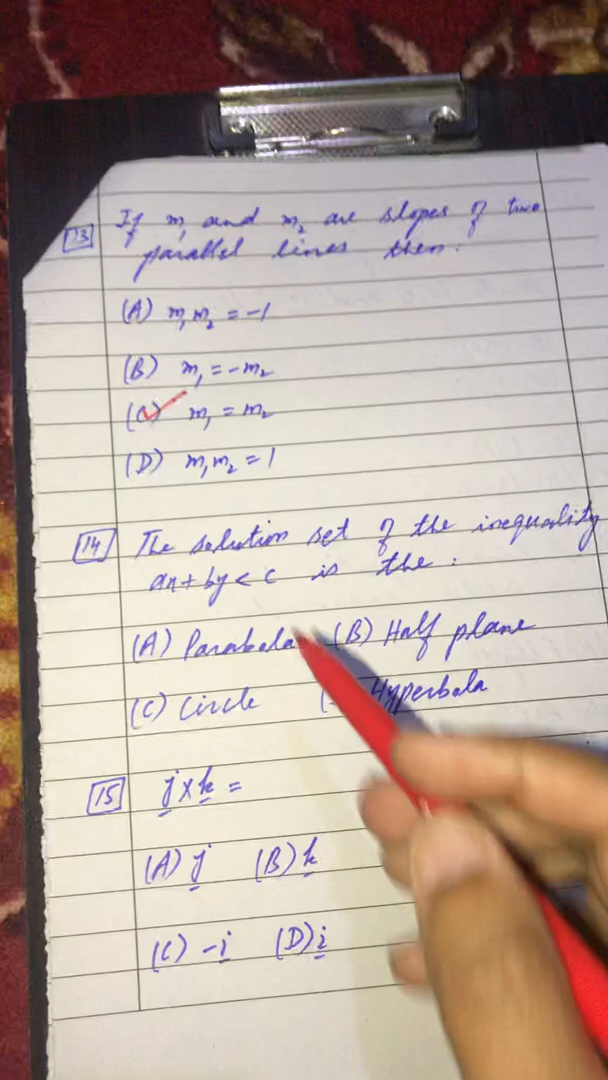 13 If m₁ and m₂ are slopes of two
parallel lines then:
(A) m₁m₂ = -1
(B) m₁ = -m₂
(C) m₁ = m₂
(D) m₁m₂ = 1
14 The solution set of the inequality
ax + by < c is the:
(A) Parabola (B) Half plane
(C) Circle ( Hyperbola
15 j × k =
(A) j (B) k
(C) -i (D) i